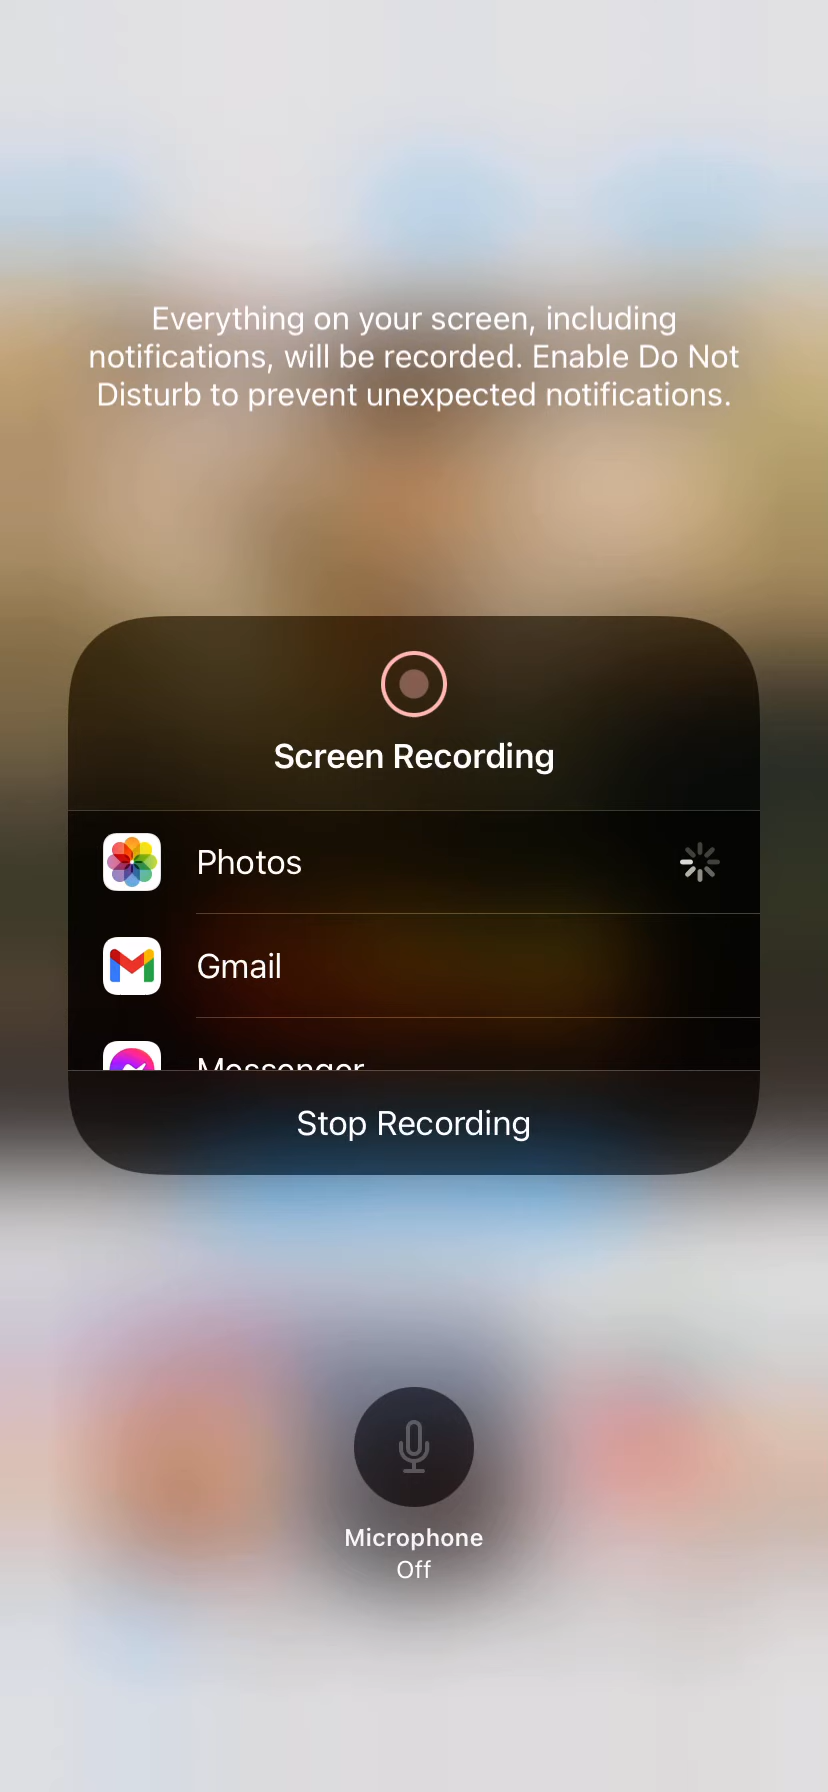 Everything on your screen, including
notifications, will be recorded. Enable Do Not
Disturb to prevent unexpected notifications.
Screen Recording
Photos
Gmail
Messenger
Stop Recording
Microphone
Off